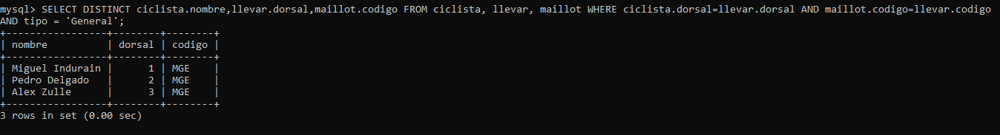 mysql> SELECT DISTINCT ciclista.nombre,llevar.dorsal,maillot.codigo FROM ciclista, llevar, maillot WHERE ciclista.dorsal=llevar.dorsal AND maillot.codigo=llevar.codigo
AND tipo = 'General';
+-----------------+--------+--------+
| nombre          | dorsal | codigo |
+-----------------+--------+--------+
| Miguel Indurain |      1 | MGE    |
| Pedro Delgado   |      2 | MGE    |
| Alex Zulle      |      3 | MGE    |
+-----------------+--------+--------+
3 rows in set (0.00 sec)